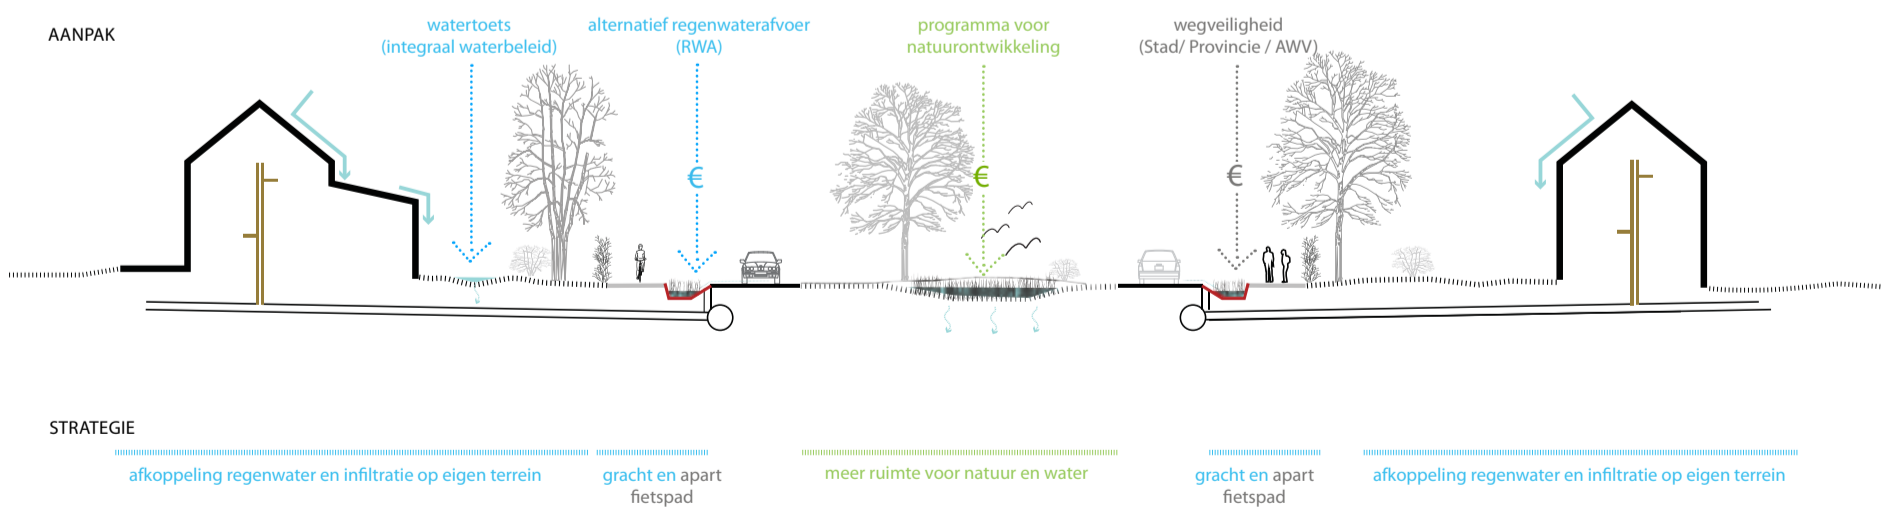 AANPAK
watertoets
(integraal waterbeleid)
alternatief regenwaterafvoer
(RWA)
programma voor
natuurontwikkeling
wegveiligheid
(Stad/ Provincie / AWV)
€
€
€
STRATEGIE
afkoppeling regenwater en infiltratie op eigen terrein
gracht en apart
fietspad
meer ruimte voor natuur en water
gracht en apart
fietspad
afkoppeling regenwater en infiltratie op eigen terrein